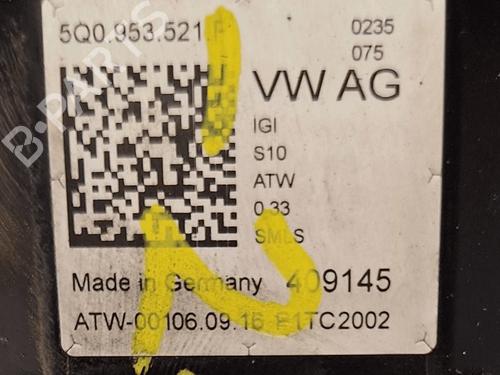 5Q0.953.521.F 0235
075
VW AG
IGI
S10
ATW
0.33
SMLS
Made in Germany 409145
ATW-00106.09.16 E1TC2002
B-PARTS